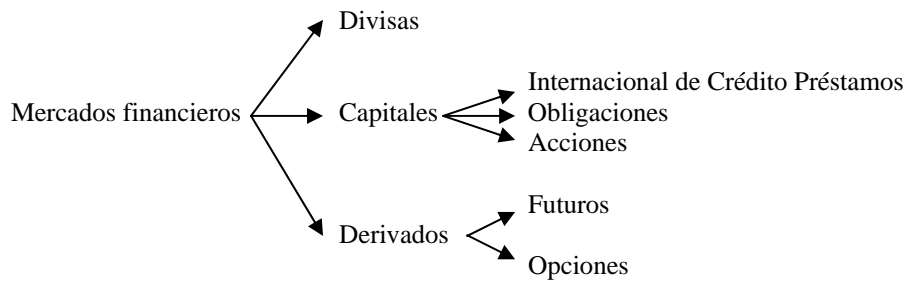 Divisas
Internacional de Crédito Préstamos
Mercados financieros Capitales Obligaciones
Acciones
Futuros
Derivados
Opciones